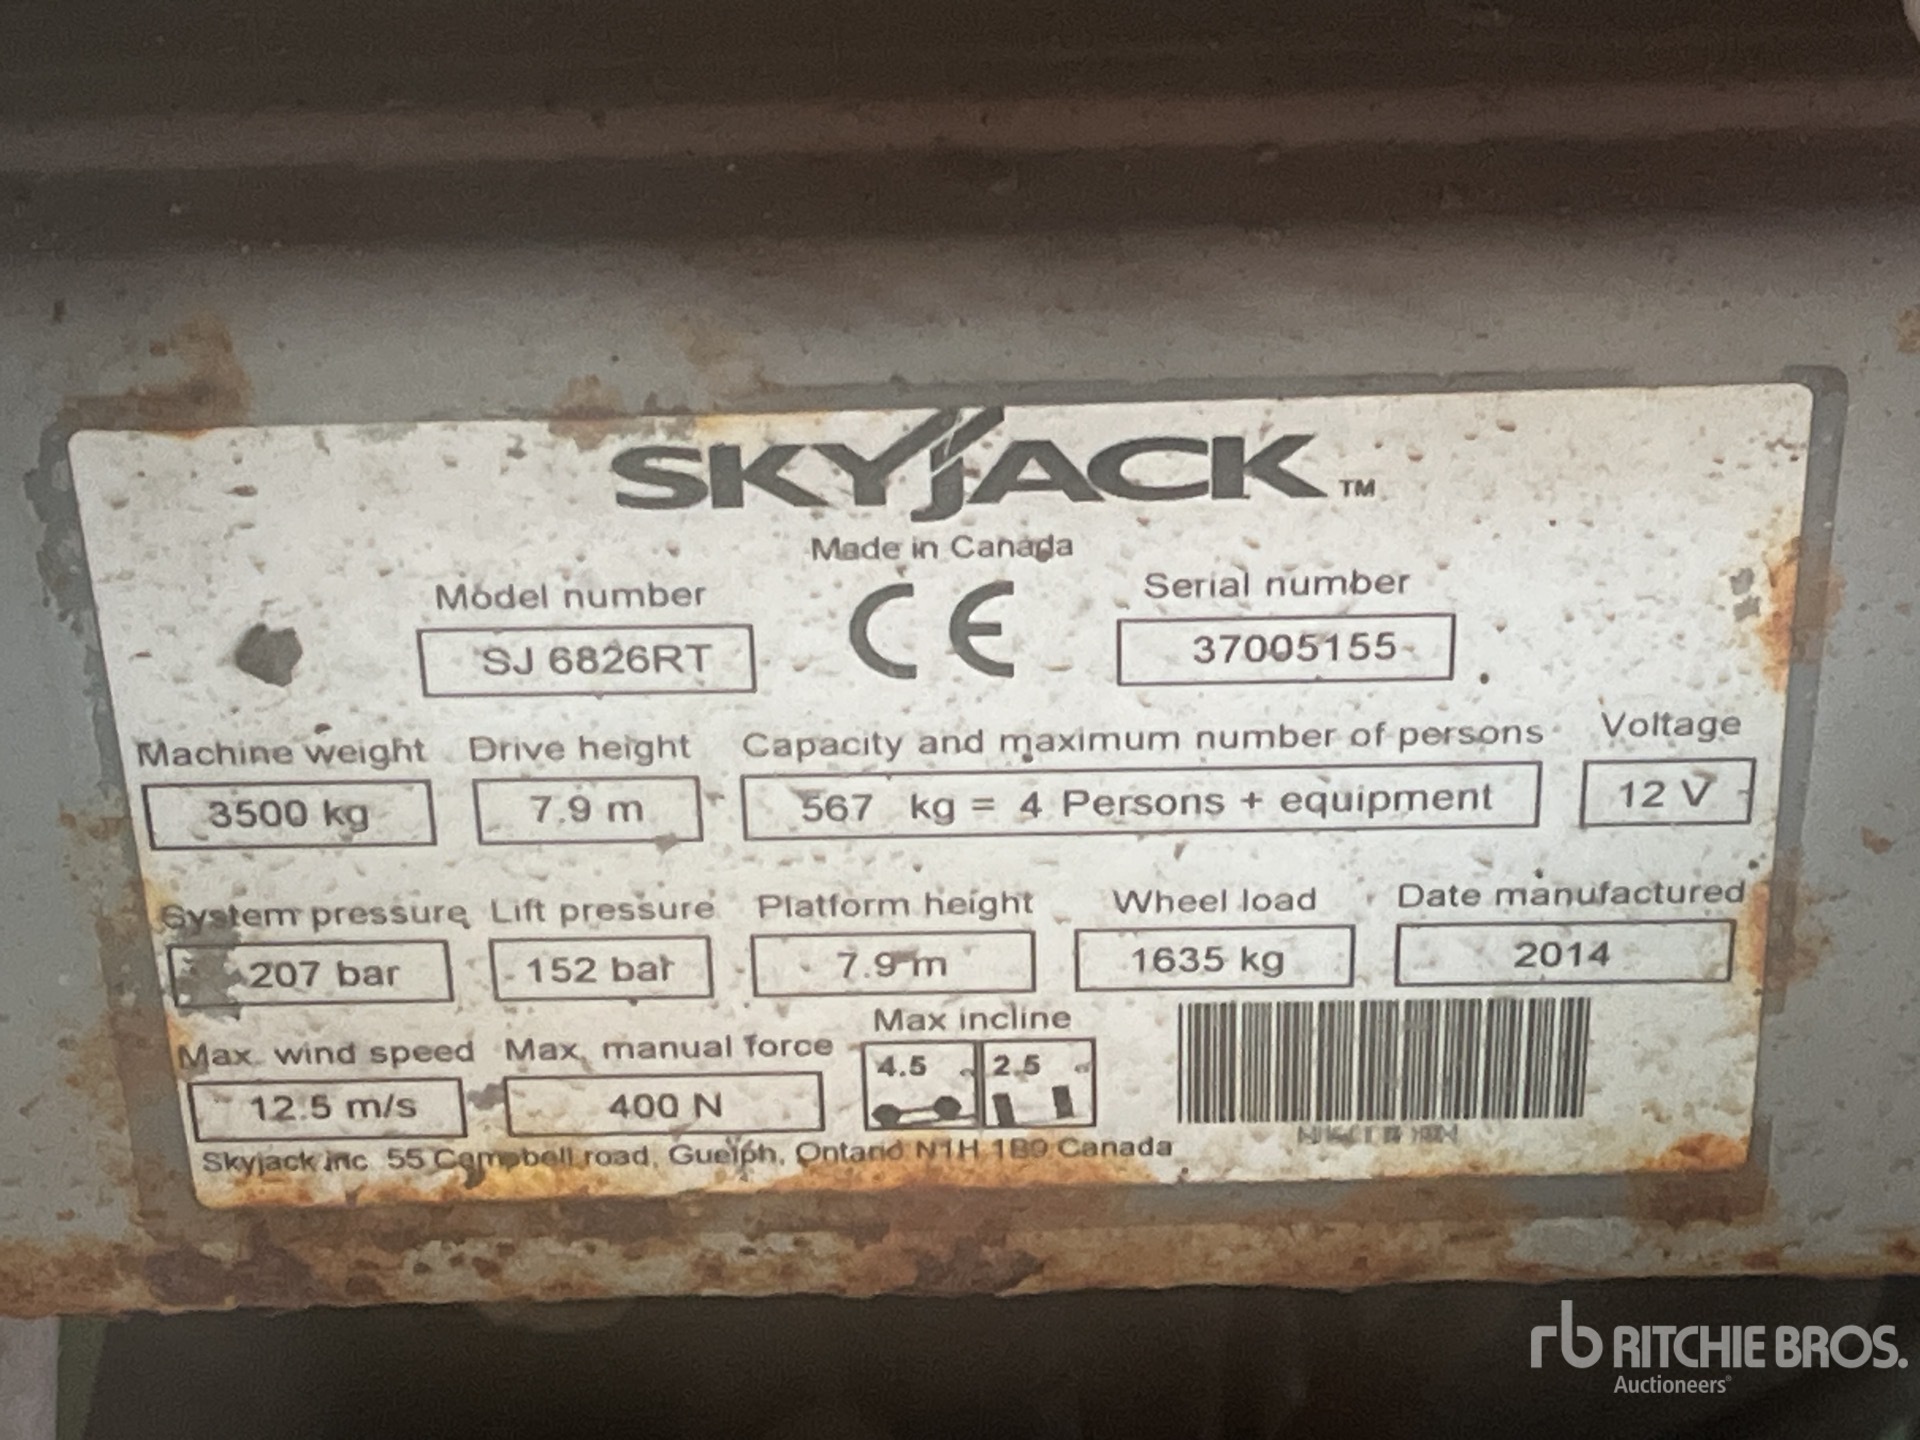 SKYJACK™
Made in Canada
Model number
SJ 6826RT
CE
Serial number
37005155
Machine weight
3500 kg
Drive height
7.9 m
Capacity and maximum number of persons
567 kg = 4 Persons + equipment
Voltage
12 V
System pressure
207 bar
Lift pressure
152 bar
Platform height
7.9 m
Wheel load
1635 kg
Date manufactured
2014
Max. wind speed
12.5 m/s
Max. manual force
400 N
Max incline
4.5° 2.5°
Skyjack inc. 55 Campbell road, Guelph, Ontario N1H 1B9 Canada
rb RITCHIE BROS.
Auctioneers®